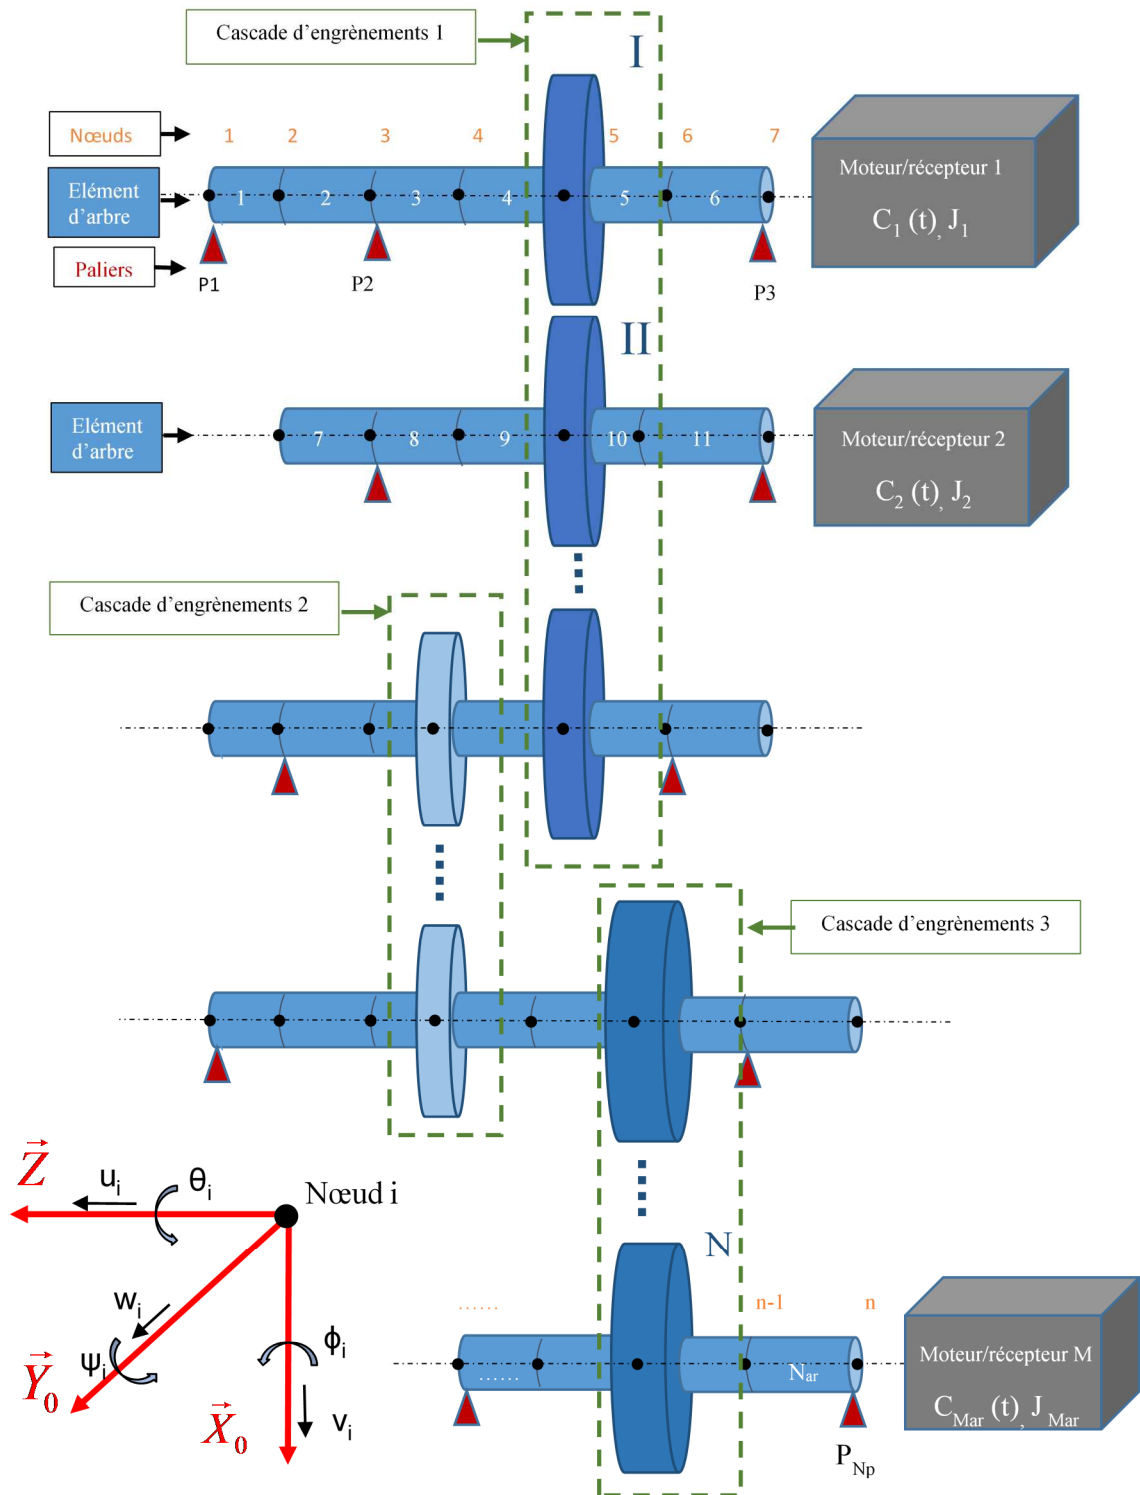 Cascade d'engrènements 1
I
Nœuds
1 2 3 4 5 6 7
Moteur/récepteur 1
C1 (t), J1
Elément
d'arbre
1 2 3 4 5 6
Paliers
P1 P2 P3
II
Elément
d'arbre
7 8 9 10 11
Moteur/récepteur 2
C2 (t), J2
Cascade d'engrènements 2
Cascade d'engrènements 3
Z
ui θi
Nœud i
wi
ψi
Y0
X0
ϕi
vi
N
...... n-1 n
...... Nar
Moteur/récepteur M
CMar (t), JMar
PNp